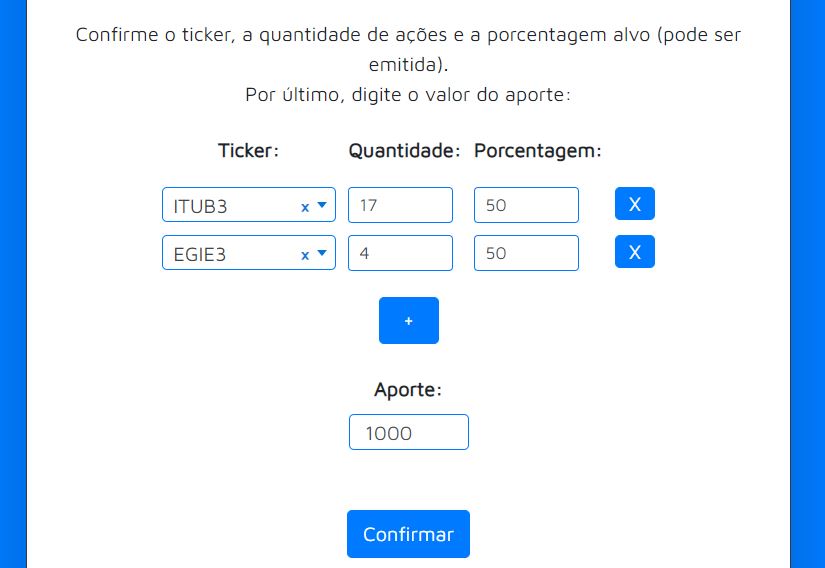 Confirme o ticker, a quantidade de ações e a porcentagem alvo (pode ser
emitida).
Por último, digite o valor do aporte:
Ticker: Quantidade: Porcentagem:
ITUB3 x 17 50 X
EGIE3 x 4 50 X
+
Aporte:
1000
Confirmar